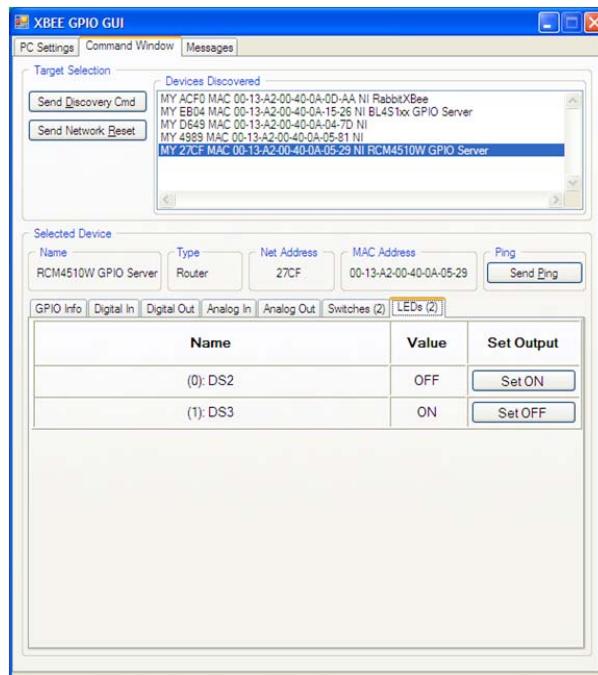 XBEE GPIO GUI
PC Settings Command Window Messages
Target Selection
Send Discovery Cmd
Send Network Reset
Devices Discovered
MY ACF0 MAC 00-13-A2-00-40-0A-0D-AA NI RabbitXBee
MY EB04 MAC 00-13-A2-00-40-0A-15-26 NI BL4S1xx GPIO Server
MY D649 MAC 00-13-A2-00-40-0A-04-7D NI
MY 4989 MAC 00-13-A2-00-40-0A-05-81 NI
MY 27CF MAC 00-13-A2-00-40-0A-05-29 NI RCM4510W GPIO Server
Selected Device
Name Type Net Address MAC Address Ping
RCM4510W GPIO Server Router 27CF 00-13-A2-00-40-0A-05-29 Send Ping
GPIO Info Digital In Digital Out Analog In Analog Out Switches (2) LEDs (2)
Name Value Set Output
(0): DS2 OFF Set ON
(1): DS3 ON Set OFF